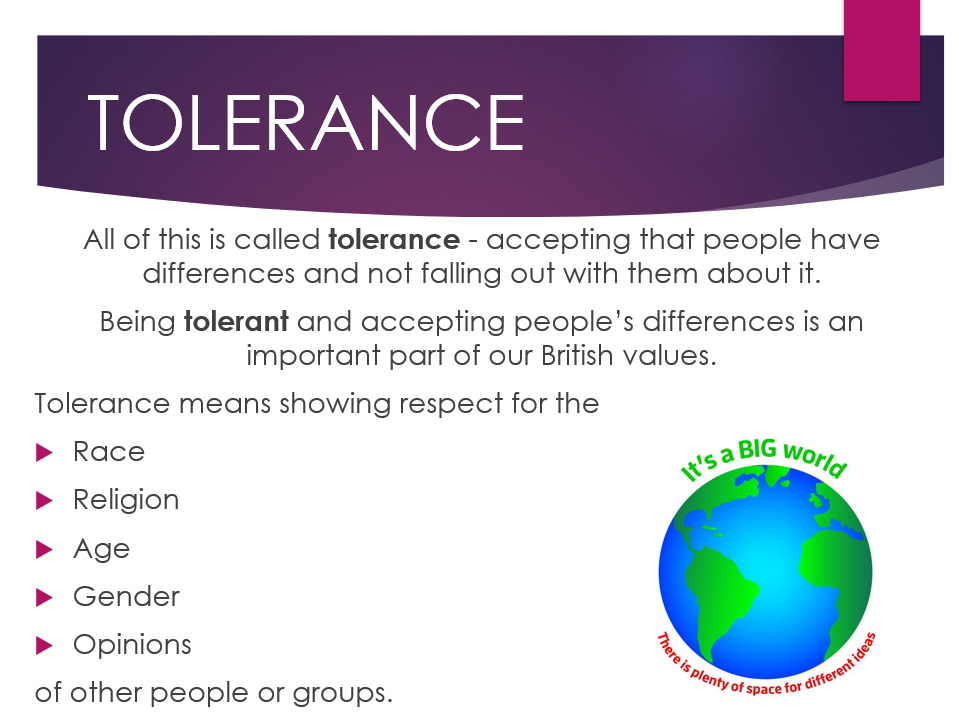 TOLERANCE
All of this is called tolerance - accepting that people have
differences and not falling out with them about it.
Being tolerant and accepting people’s differences is an
important part of our British values.
Tolerance means showing respect for the
Race
Religion
Age
Gender
Opinions
of other people or groups.
It's a BIG world
There is plenty of space for different ideas